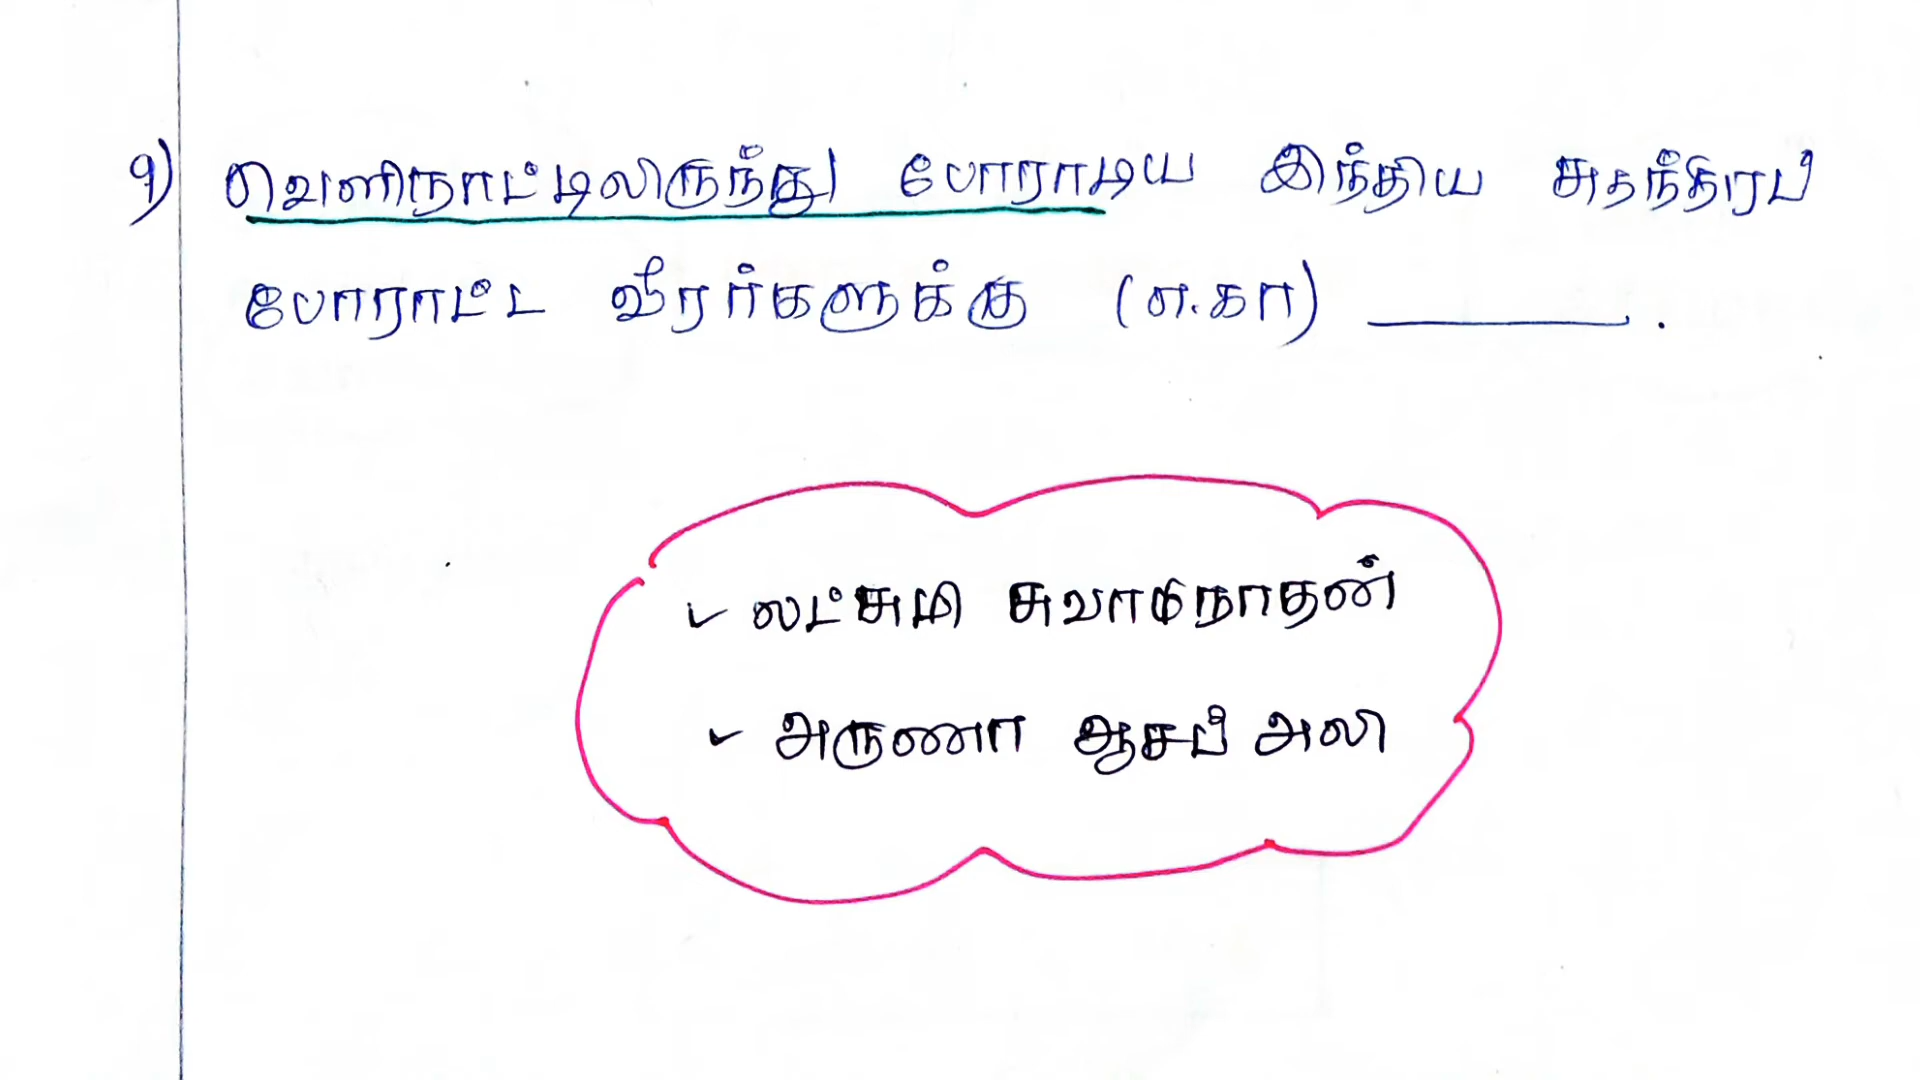 9) வெளிநாட்டிலிருந்து போராடிய இந்திய சுதந்திரப்
போராட்ட வீரர்களுக்கு (எ.கா) ________.
லட்சுமி சுவாமிநாதன்
அருணா ஆசப் அலி